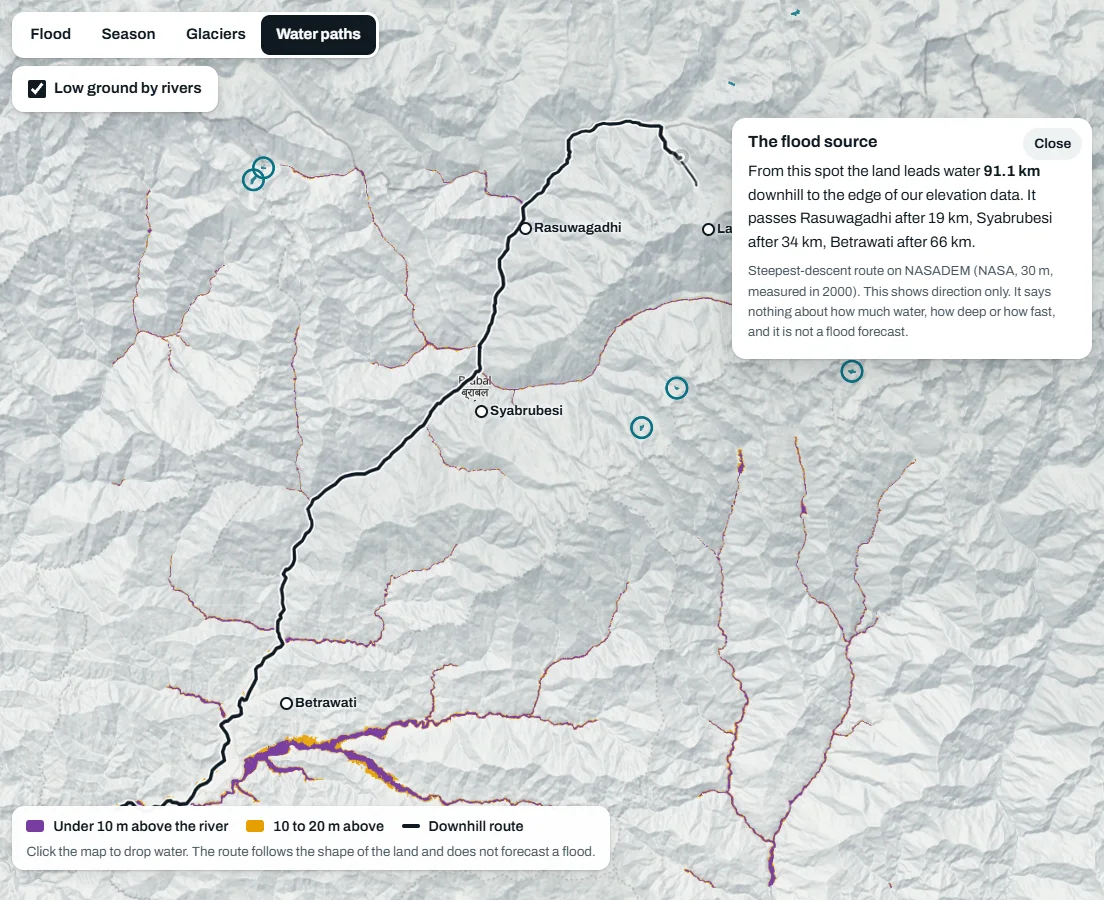 Flood Season Glaciers Water paths
Low ground by rivers
The flood source
Close
From this spot the land leads water 91.1 km
downhill to the edge of our elevation data. It
passes Rasuwagadhi after 19 km, Syabrubesi
after 34 km, Betrawati after 66 km.
Steepest-descent route on NASADEM (NASA, 30 m,
measured in 2000). This shows direction only. It says
nothing about how much water, how deep or how fast,
and it is not a flood forecast.
Rasuwagadhi
La
ब्राबल
Syabrubesi
Betrawati
Under 10 m above the river 10 to 20 m above Downhill route
Click the map to drop water. The route follows the shape of the land and does not forecast a flood.